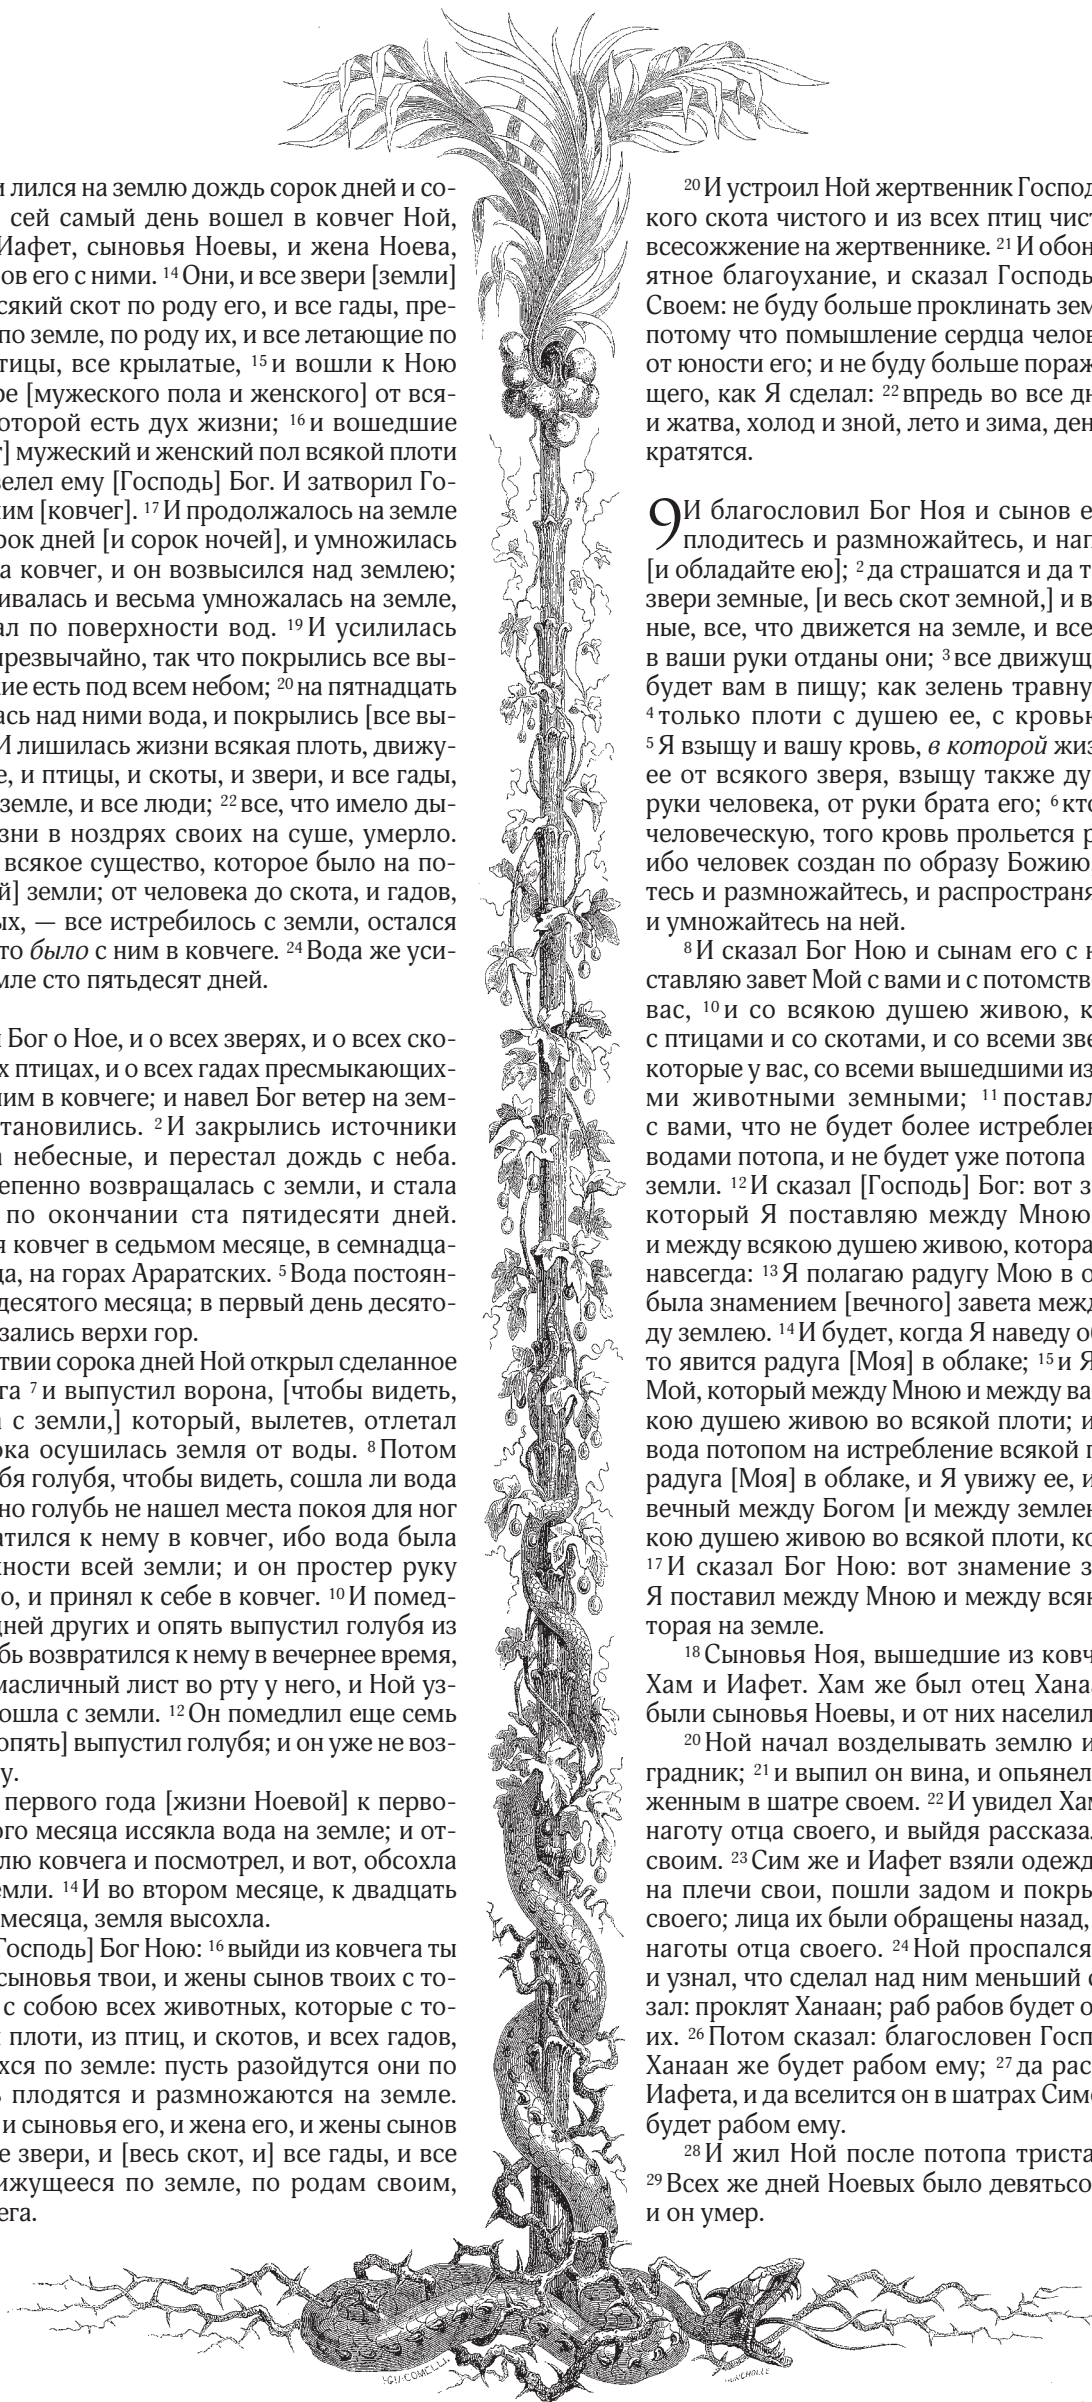 и лился на землю дождь сорок дней и со-
сей самый день вошел в ковчег Ной,
Иафет, сыновья Ноевы, и жена Ноева,
ов его с ними. 14 Они, и все звери [земли]
сякий скот по роду его, и все гады, пре-
по земле, по роду их, и все летающие по
тицы, все крылатые, 15 и вошли к Ною
ре [мужеского пола и женского] от вся-
оторой есть дух жизни; 16 и вошедшие
г] мужеский и женский пол всякой плоти
велел ему [Господь] Бог. И затворил Го-
ним [ковчег]. 17 И продолжалось на земле
рок дней [и сорок ночей], и умножилась
а ковчег, и он возвысился над землею;
ивалась и весьма умножалась на земле,
ал по поверхности вод. 19 И усилилась
чрезвычайно, так что покрылись все вы-
кие есть под всем небом; 20 на пятнадцать
ась над ними вода, и покрылись [все вы-
И лишилась жизни всякая плоть, движу-
е, и птицы, и скоты, и звери, и все гады,
земле, и все люди; 22 все, что имело ды-
зни в ноздрях своих на суше, умерло.
всякое существо, которое было на по-
й] земли; от человека до скота, и гадов,
ых, — все истребилось с земли, остался
то было с ним в ковчеге. 24 Вода же уси-
мле сто пятьдесят дней.
Бог о Ное, и о всех зверях, и о всех ско-
х птицах, и о всех гадах пресмыкающих-
ним в ковчеге; и навел Бог ветер на зем-
тановились. 2 И закрылись источники
а небесные, и перестал дождь с неба.
епенно возвращалась с земли, и стала
по окончании ста пятидесяти дней.
я ковчег в седьмом месяце, в семнадца-
ца, на горах Араратских. 5 Вода постоян-
десятого месяца; в первый день десято-
зались верхи гор.
ствии сорока дней Ной открыл сделанное
га 7 и выпустил ворона, [чтобы видеть,
а с земли,] который, вылетев, отлетал
ока осушилась земля от воды. 8 Потом
бя голубя, чтобы видеть, сошла ли вода
но голубь не нашел места покоя для ног
атился к нему в ковчег, ибо вода была
хности всей земли; и он простер руку
го, и принял к себе в ковчег. 10 И помед-
дней других и опять выпустил голубя из
бь возвратился к нему в вечернее время,
масличный лист во рту у него, и Ной уз-
ошла с земли. 12 Он помедлил еще семь
опять] выпустил голубя; и он уже не воз-
у.
первого года [жизни Ноевой] к перво-
ого месяца иссякла вода на земле; и от-
лю ковчега и посмотрел, и вот, обсохла
емли. 14 И во втором месяце, к двадцать
месяца, земля высохла.
Господь] Бог Ною: 16 выйди из ковчега ты
сыновья твои, и жены сынов твоих с то-
с собою всех животных, которые с то-
й плоти, из птиц, и скотов, и всех гадов,
хся по земле: пусть разойдутся они по
ь плодятся и размножаются на земле.
и сыновья его, и жена его, и жены сынов
е звери, и [весь скот, и] все гады, и все
ижущееся по земле, по родам своим,
ега.
20 И устроил Ной жертвенник Господ
кого скота чистого и из всех птиц чист
всесожжение на жертвеннике. 21 И обон
ятное благоухание, и сказал Господь
Своем: не буду больше проклинать зем
потому что помышление сердца челов
от юности его; и не буду больше пораж
щего, как Я сделал: 22 впредь во все дн
и жатва, холод и зной, лето и зима, ден
кратятся.
9 И благословил Бог Ноя и сынов е
плодитесь и размножайтесь, и нап
[и обладайте ею]; 2 да страшатся и да т
звери земные, [и весь скот земной,] и в
ные, все, что движется на земле, и все
в ваши руки отданы они; 3 все движущ
будет вам в пищу; как зелень травну
4 только плоти с душею ее, с кровью
5 Я взыщу и вашу кровь, в которой жиз
ее от всякого зверя, взыщу также ду
руки человека, от руки брата его; 6 кто
человеческую, того кровь прольется р
ибо человек создан по образу Божию
тесь и размножайтесь, и распространя
и умножайтесь на ней.
8 И сказал Бог Ною и сынам его с н
ставляю завет Мой с вами и с потомств
вас, 10 и со всякою душею живою, к
с птицами и со скотами, и со всеми зве
которые у вас, со всеми вышедшими из
ми животными земными; 11 поставл
с вами, что не будет более истреблен
водами потопа, и не будет уже потопа
земли. 12 И сказал [Господь] Бог: вот з
который Я поставляю между Мною
и между всякою душею живою, котора
навсегда: 13 Я полагаю радугу Мою в о
была знамением [вечного] завета межд
ду землею. 14 И будет, когда Я наведу об
то явится радуга [Моя] в облаке; 15 и Я
Мой, который между Мною и между ва
кою душею живою во всякой плоти; и
вода потопом на истребление всякой п
радуга [Моя] в облаке, и Я увижу ее, и
вечный между Богом [и между землею
кою душею живою во всякой плоти, ко
17 И сказал Бог Ною: вот знамение з
Я поставил между Мною и между всяк
торая на земле.
18 Сыновья Ноя, вышедшие из ковч
Хам и Иафет. Хам же был отец Хана
были сыновья Ноевы, и от них населил
20 Ной начал возделывать землю и
градник; 21 и выпил он вина, и опьянел
женным в шатре своем. 22 И увидел Хам
наготу отца своего, и выйдя рассказа
своим. 23 Сим же и Иафет взяли одежд
на плечи свои, пошли задом и покры
своего; лица их были обращены назад,
наготы отца своего. 24 Ной проспался
и узнал, что сделал над ним меньший с
зал: проклят Ханаан; раб рабов будет о
их. 26 Потом сказал: благословен Госп
Ханаан же будет рабом ему; 27 да рас
Иафета, и да вселится он в шатрах Симо
будет рабом ему.
28 И жил Ной после потопа триста
29 Всех же дней Ноевых было девятьсо
и он умер.